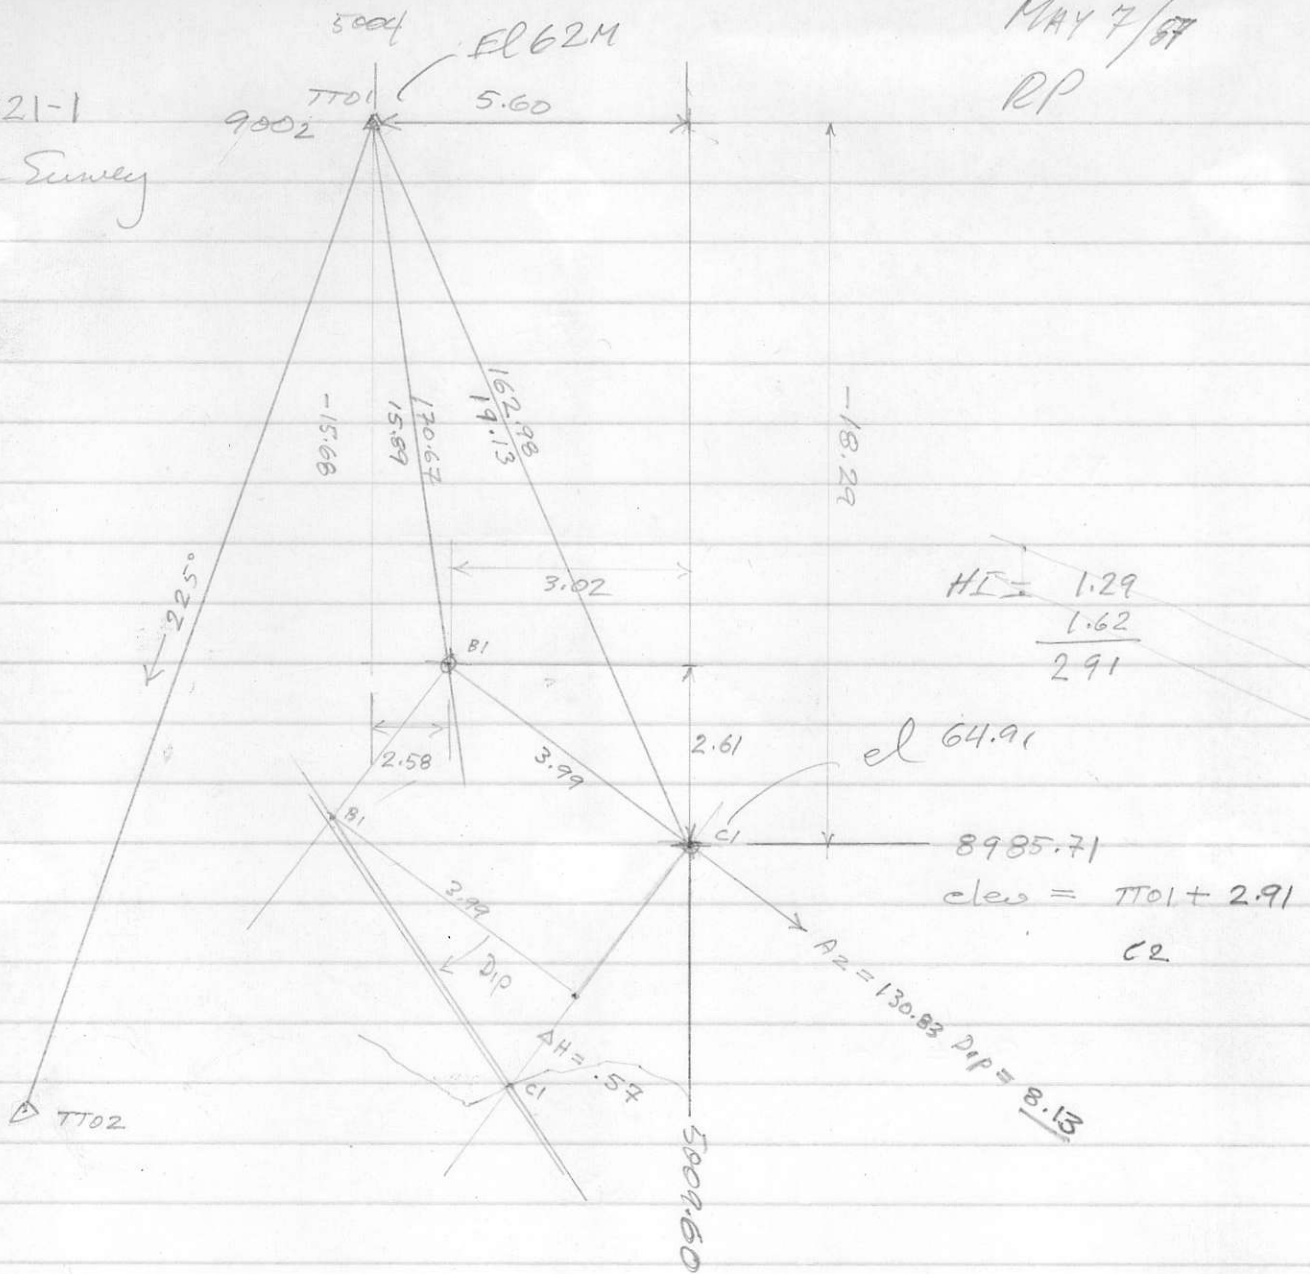 5004
El 62M
MAY 7/87
RP
21-1
Survey
TT01
9002
5.60
-15.68
170.67
15.89
162.98
19.13
-18.29
225°
3.02
HI = 1.29
1.62
2.91
B1
2.58
3.99
2.61
el 64.91
B1
C1
8985.71
elev = TT01 + 2.91
C2
3.99
Dip
Az = 130.83 Dip = 8.13
ΔH = .57
C1
TT02
5009.60